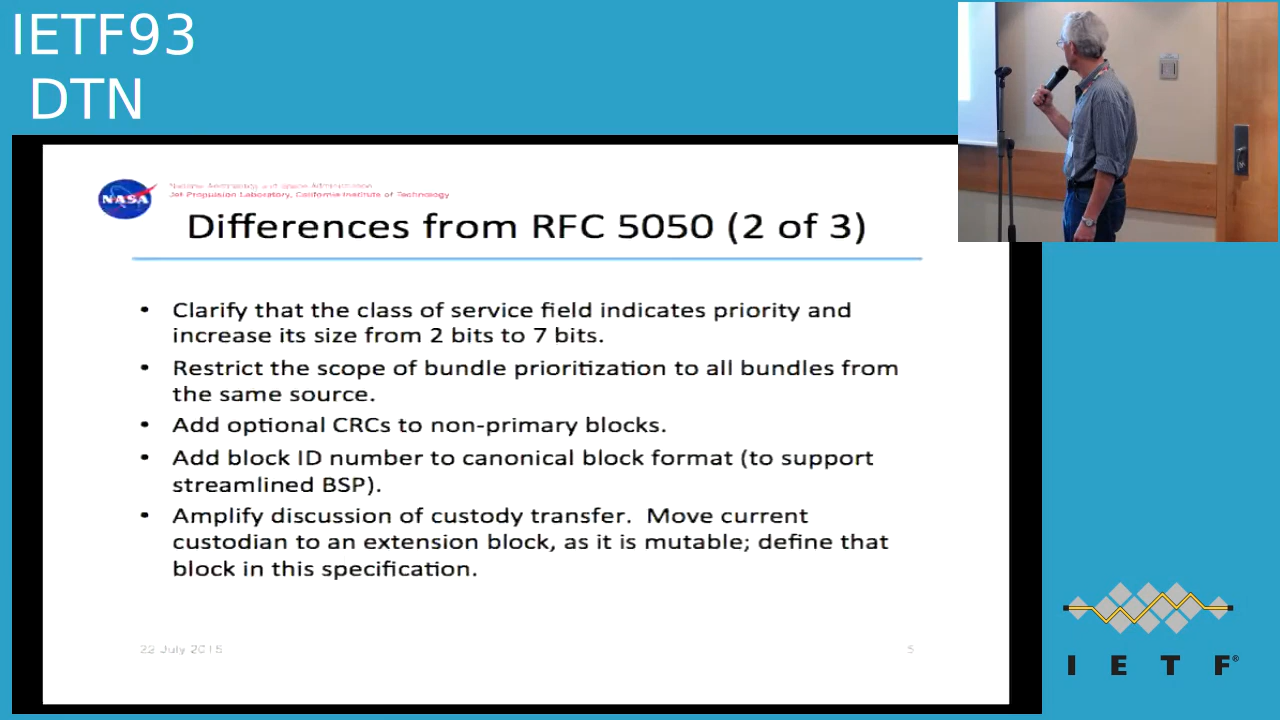 IETF93
DTN
NASA
National Aeronautics and Space Administration
Jet Propulsion Laboratory, California Institute of Technology
Differences from RFC 5050 (2 of 3)
• Clarify that the class of service field indicates priority and
increase its size from 2 bits to 7 bits.
• Restrict the scope of bundle prioritization to all bundles from
the same source.
• Add optional CRCs to non-primary blocks.
• Add block ID number to canonical block format (to support
streamlined BSP).
• Amplify discussion of custody transfer.  Move current
custodian to an extension block, as it is mutable; define that
block in this specification.
22 July 2015
5
I E T F®